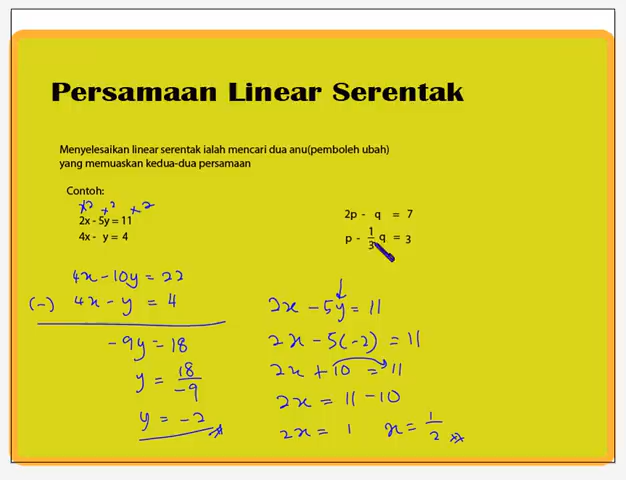 Persamaan Linear Serentak
Menyelesaikan linear serentak ialah mencari dua anu(pemboleh ubah)
yang memuaskan kedua-dua persamaan
Contoh:
x2 x2 x2
2x - 5y = 11
4x - y = 4
2p - q = 7
p - 1/3 q = 3
4x - 10y = 22
(-) 4x - y = 4
-9y = 18
y = 18/-9
y = -2
2x - 5y = 11
2x - 5(-2) = 11
2x + 10 = 11
2x = 11 - 10
2x = 1 x = 1/2